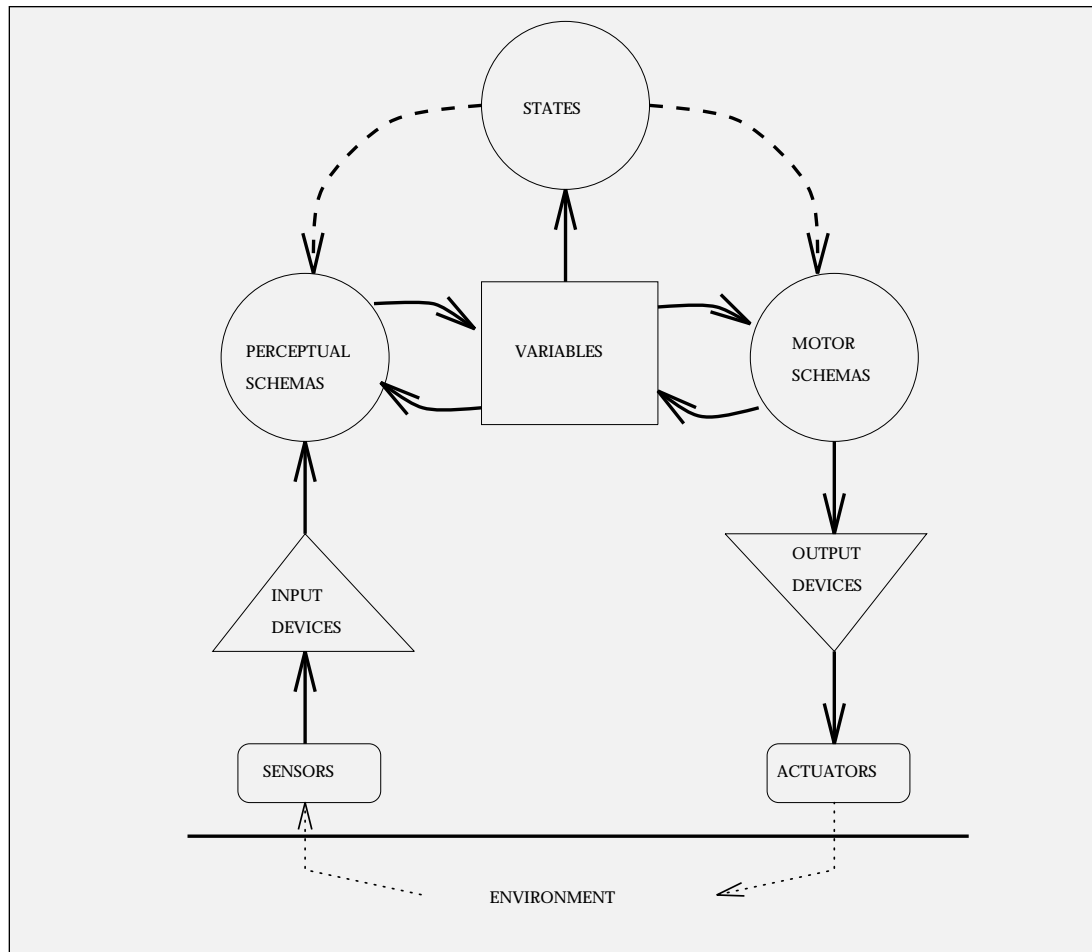 STATES
PERCEPTUAL
SCHEMAS
VARIABLES
MOTOR
SCHEMAS
INPUT
DEVICES
OUTPUT
DEVICES
SENSORS
ACTUATORS
ENVIRONMENT